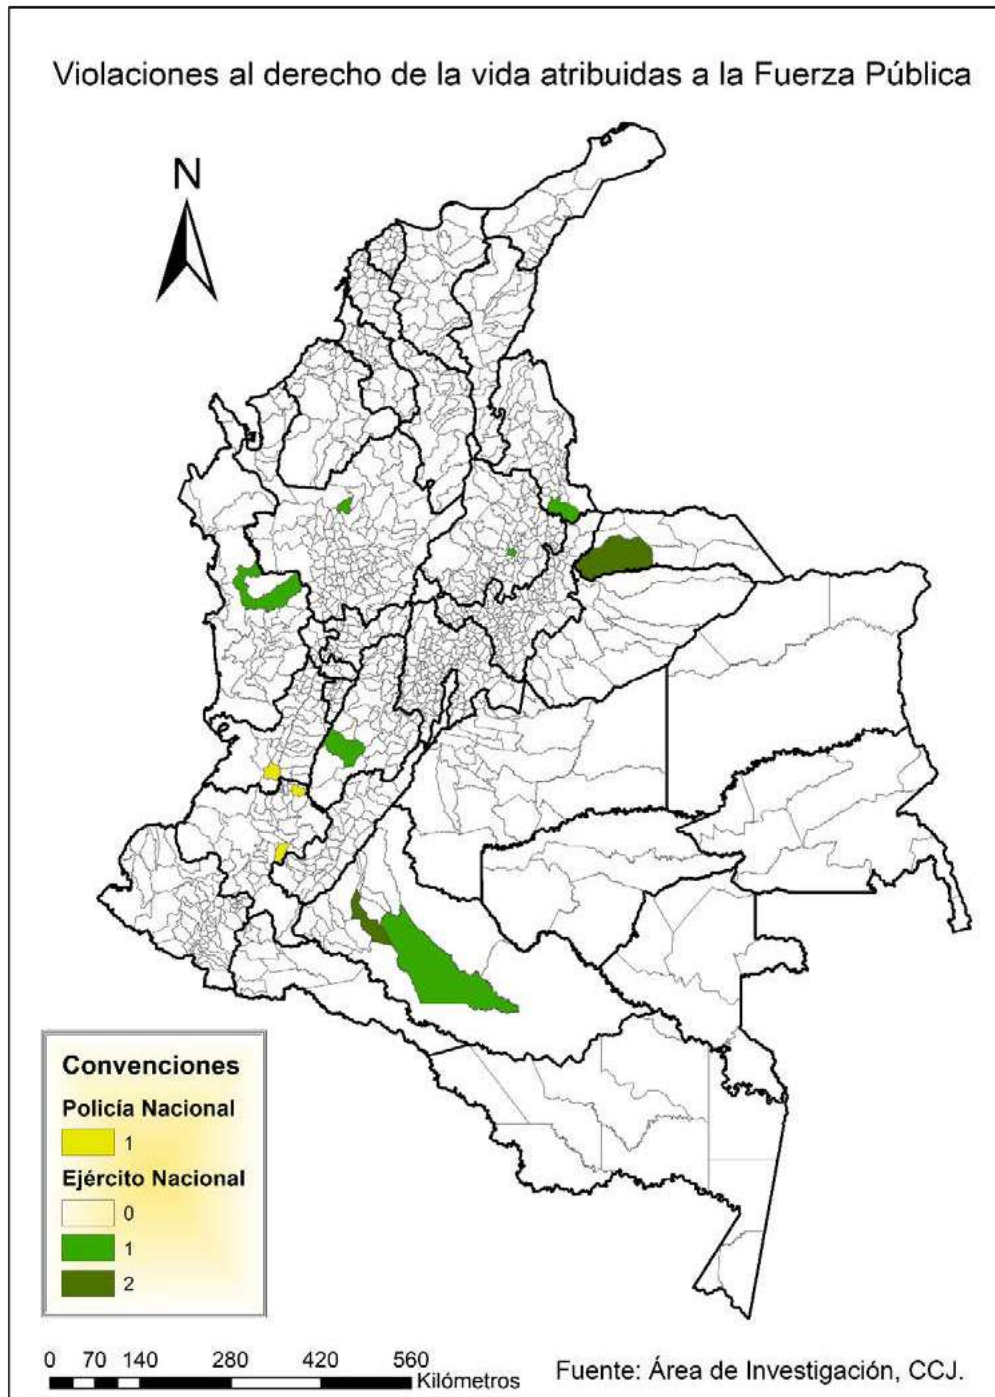 Violaciones al derecho de la vida atribuidas a la Fuerza Pública
N
Convenciones
Policía Nacional
1
Ejército Nacional
0
1
2
0 70 140 280 420 560
Kilómetros
Fuente: Área de Investigación, CCJ.